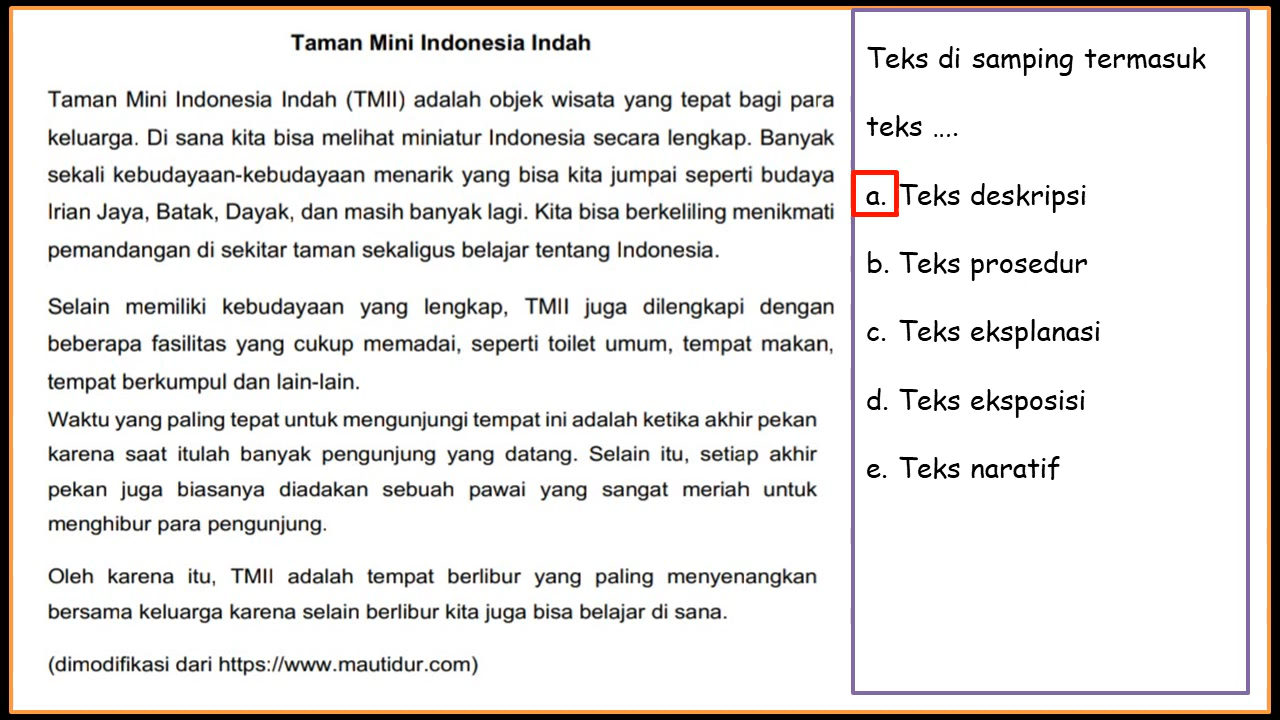 Taman Mini Indonesia Indah
Taman Mini Indonesia Indah (TMII) adalah objek wisata yang tepat bagi para
keluarga. Di sana kita bisa melihat miniatur Indonesia secara lengkap. Banyak
sekali kebudayaan-kebudayaan menarik yang bisa kita jumpai seperti budaya
Irian Jaya, Batak, Dayak, dan masih banyak lagi. Kita bisa berkeliling menikmati
pemandangan di sekitar taman sekaligus belajar tentang Indonesia.
Selain memiliki kebudayaan yang lengkap, TMII juga dilengkapi dengan
beberapa fasilitas yang cukup memadai, seperti toilet umum, tempat makan,
tempat berkumpul dan lain-lain.
Waktu yang paling tepat untuk mengunjungi tempat ini adalah ketika akhir pekan
karena saat itulah banyak pengunjung yang datang. Selain itu, setiap akhir
pekan juga biasanya diadakan sebuah pawai yang sangat meriah untuk
menghibur para pengunjung.
Oleh karena itu, TMII adalah tempat berlibur yang paling menyenangkan
bersama keluarga karena selain berlibur kita juga bisa belajar di sana.
(dimodifikasi dari https://www.mautidur.com)
Teks di samping termasuk
teks ....
a. Teks deskripsi
b. Teks prosedur
c. Teks eksplanasi
d. Teks eksposisi
e. Teks naratif